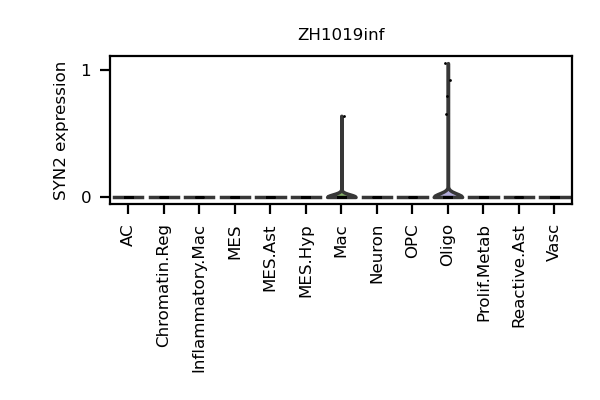 ZH1019inf
SYN2 expression
1
0
AC
Chromatin.Reg
Inflammatory.Mac
MES
MES.Ast
MES.Hyp
Mac
Neuron
OPC
Oligo
Prolif.Metab
Reactive.Ast
Vasc